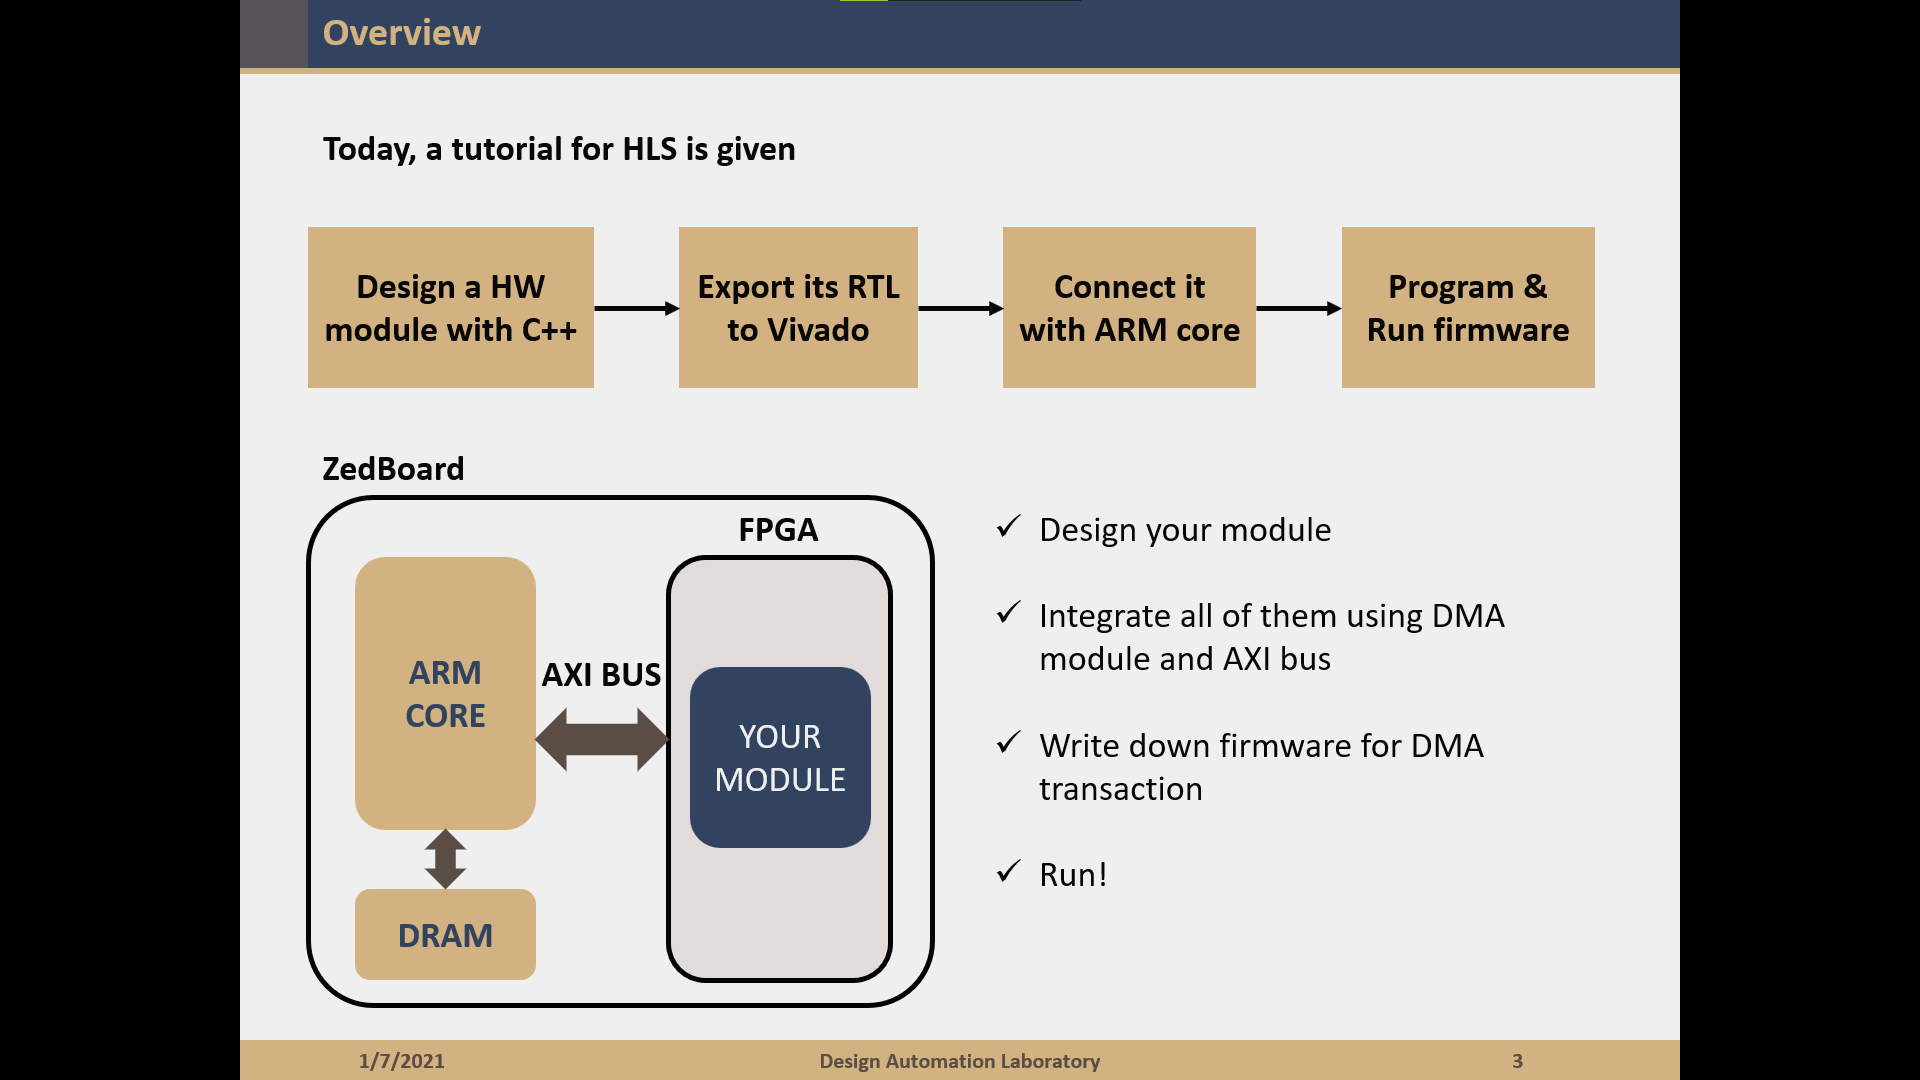 Overview
Today, a tutorial for HLS is given
Design a HW
module with C++
Export its RTL
to Vivado
Connect it
with ARM core
Program &
Run firmware
ZedBoard
FPGA
ARM
CORE
AXI BUS
YOUR
MODULE
DRAM
✓ Design your module
✓ Integrate all of them using DMA
module and AXI bus
✓ Write down firmware for DMA
transaction
✓ Run!
1/7/2021
Design Automation Laboratory
3